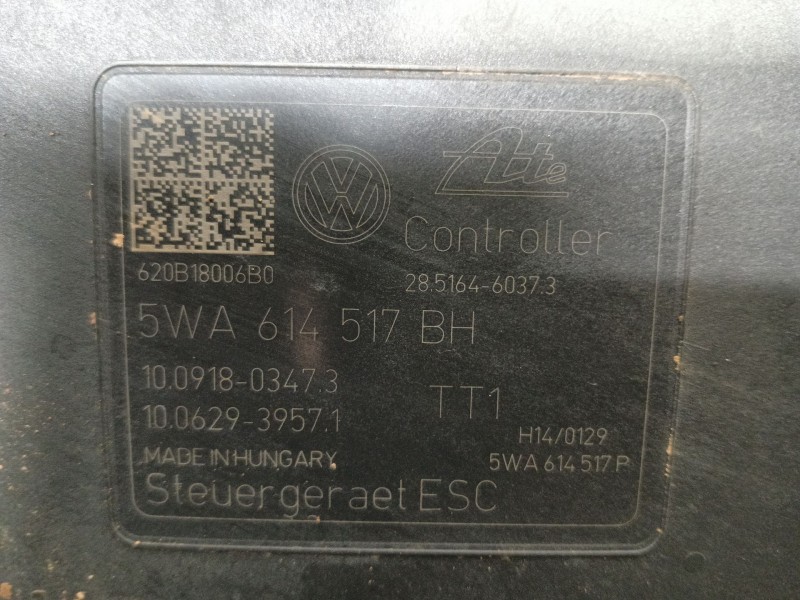 Ate
Controller
620B18006B0
28.5164-6037.3
5WA 614 517 BH
10.0918-0347.3
TT1
10.0629-3957.1
H14/0129
MADE IN HUNGARY
5WA 614 517 P
Steuergeraet ESC